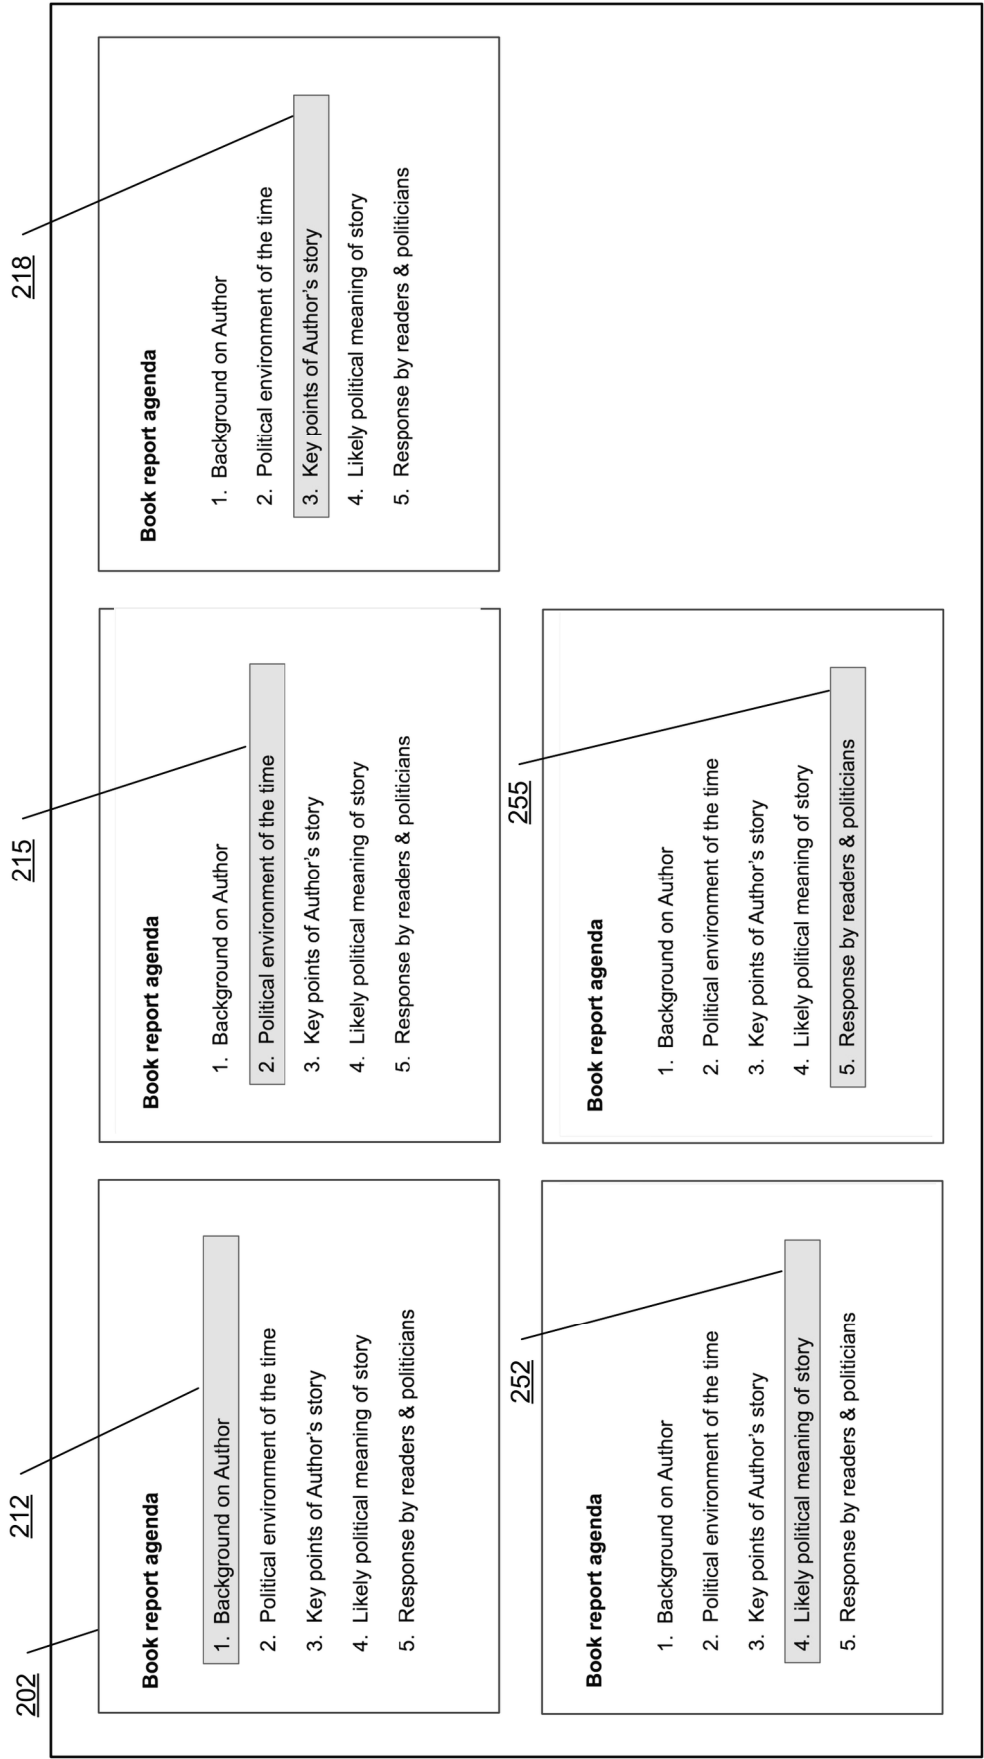 202
212
215
218
Book report agenda
1. Background on Author
2. Political environment of the time
3. Key points of Author's story
4. Likely political meaning of story
5. Response by readers & politicians
Book report agenda
1. Background on Author
2. Political environment of the time
3. Key points of Author's story
4. Likely political meaning of story
5. Response by readers & politicians
Book report agenda
1. Background on Author
2. Political environment of the time
3. Key points of Author's story
4. Likely political meaning of story
5. Response by readers & politicians
252
255
Book report agenda
1. Background on Author
2. Political environment of the time
3. Key points of Author's story
4. Likely political meaning of story
5. Response by readers & politicians
Book report agenda
1. Background on Author
2. Political environment of the time
3. Key points of Author's story
4. Likely political meaning of story
5. Response by readers & politicians